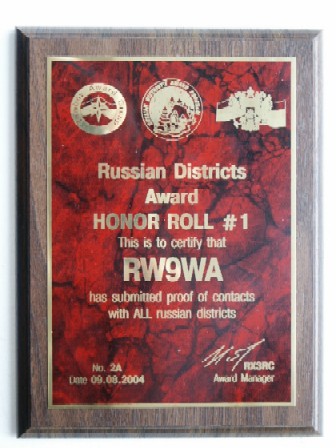 Russian Districts
Award
HONOR ROLL #1
This is to certify that
RW9WA
has submitted proof of contacts
with ALL russian districts
No. 2A
RX3RC
Date 09.08.2004
Award Manager